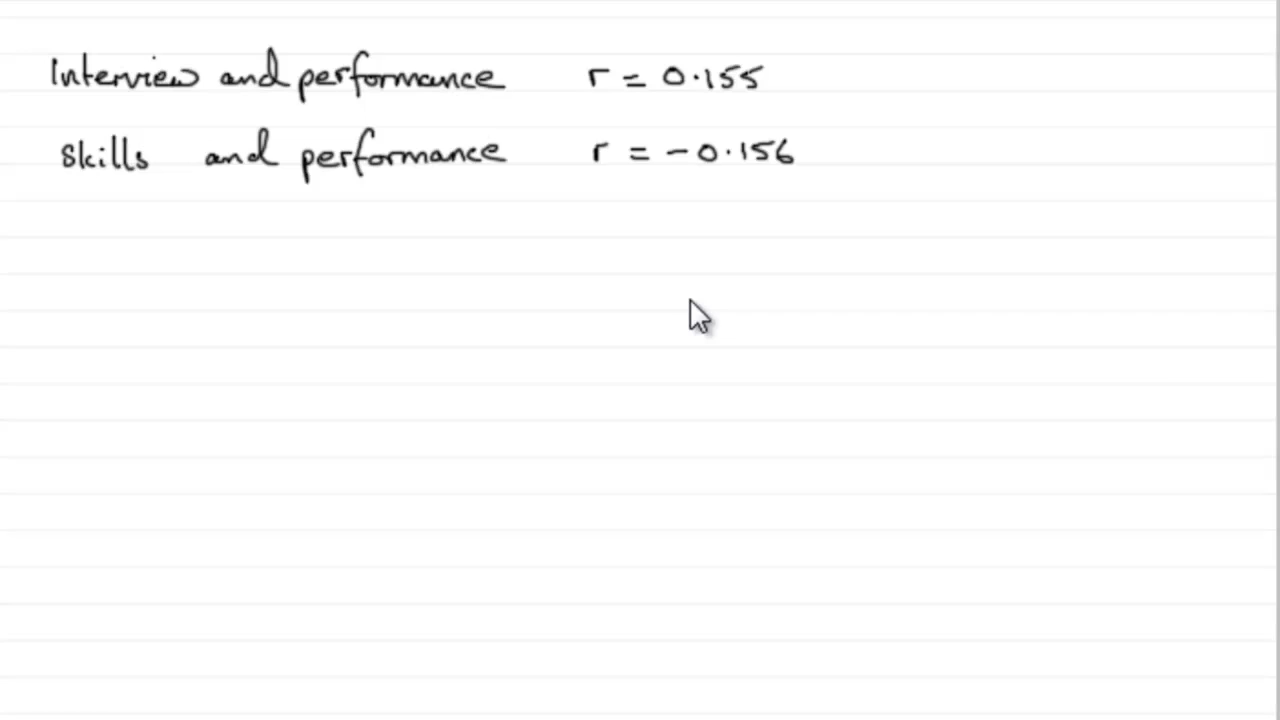 Interview and performance r = 0.155
Skills and performance r = -0.156